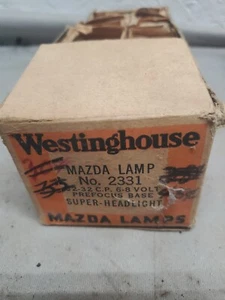 Westinghouse
MAZDA LAMP
No. 2331
32-32 C.P. 6-8 VOLT
PREFOCUS BASE
SUPER-HEADLIGHT
MAZDA LAMPS